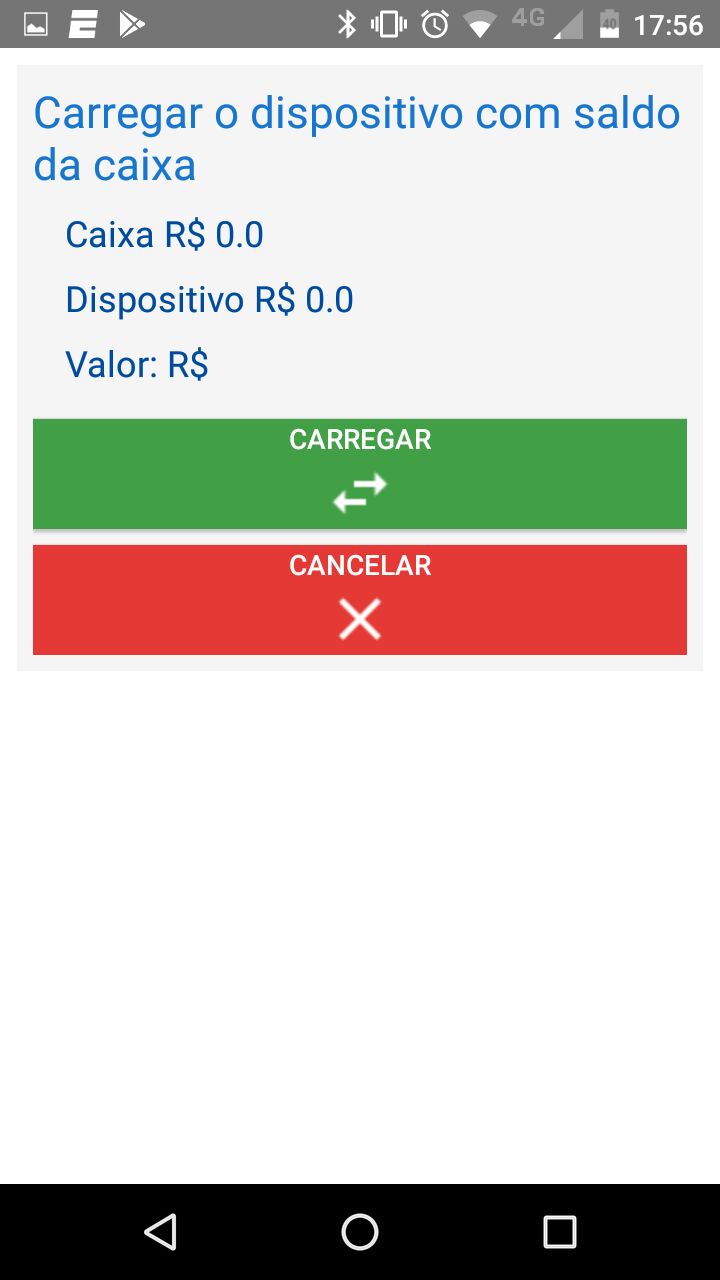 4G 40 17:56
Carregar o dispositivo com saldo
da caixa
Caixa R$ 0.0
Dispositivo R$ 0.0
Valor: R$
CARREGAR
CANCELAR